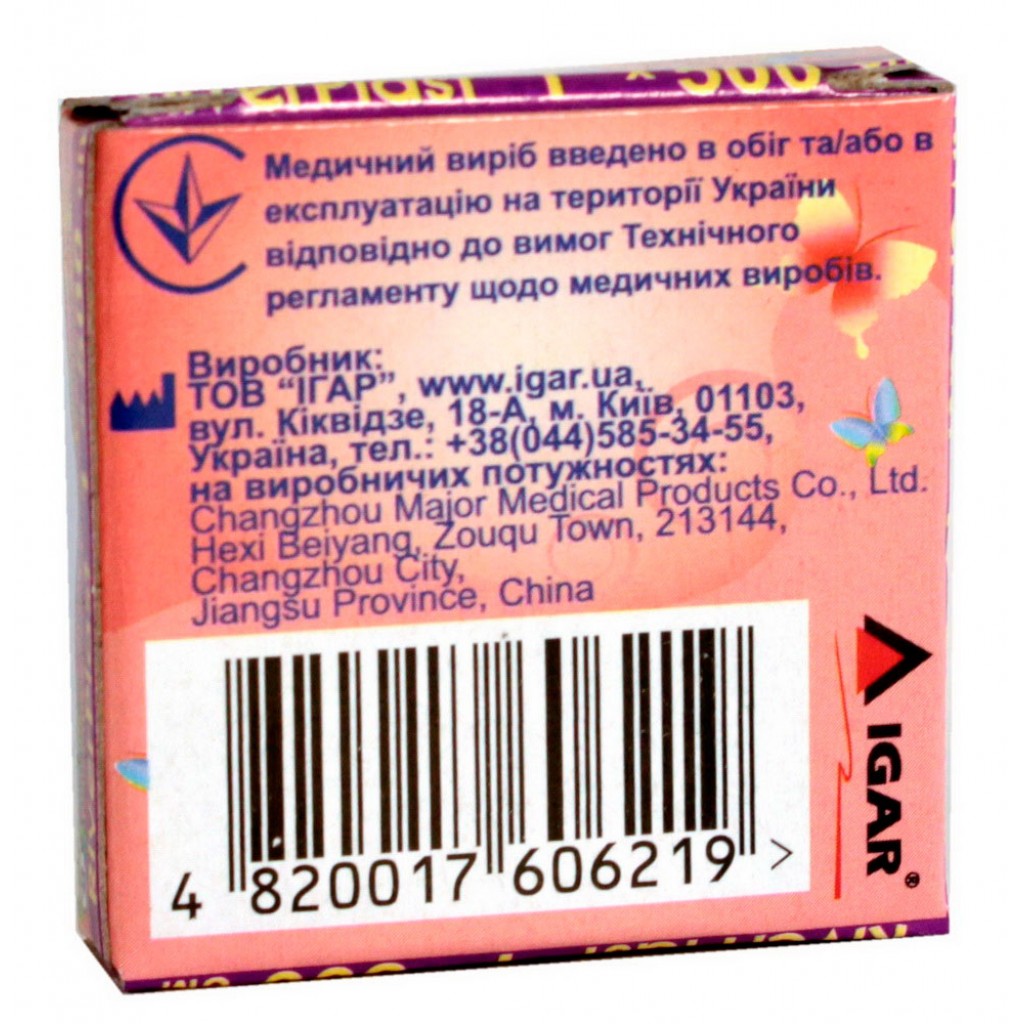 * 500
Медичний виріб введено в обіг та/або в
експлуатацію на території України
відповідно до вимог Технічного
регламенту щодо медичних виробів.
Виробник:
ТОВ “ІГАР”, www.igar.ua,
вул. Кіквідзе, 18-А, м. Київ, 01103,
Україна, тел.: +38(044)585-34-55,
на виробничих потужностях:
Changzhou Major Medical Products Co., Ltd.
Hexi Beiyang, Zouqu Town, 213144,
Changzhou City,
Jiangsu Province, China
IGAR®
4 820017 606219 >